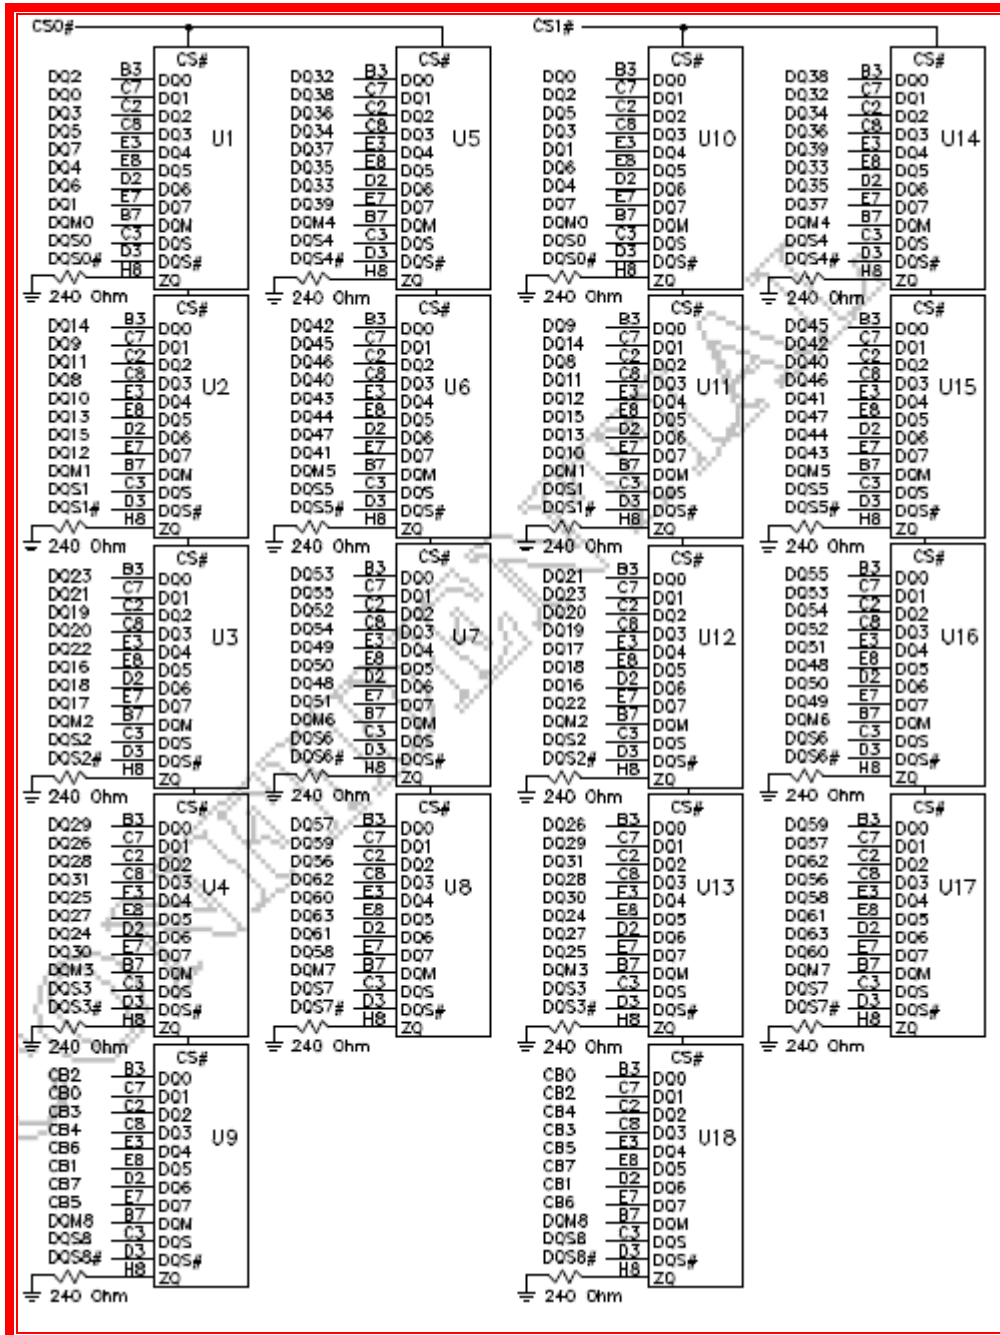 CS0#
CS#
DQ2 B3 DQ0
DQ0 C7 DQ1
DQ3 C2 DQ2
DQ5 C8 DQ3
DQ7 E3 DQ4
DQ4 E8 DQ5
DQ6 D2 DQ6
DQ1 E7 DQ7
DQM0 B7 DQM
DQS0 C3 DQS
DQS0# D3 DQS#
H8 ZQ
240 Ohm
U1
CS#
DQ14 B3 DQ0
DQ9 C7 DQ1
DQ11 C2 DQ2
DQ8 C8 DQ3
DQ10 E3 DQ4
DQ13 E8 DQ5
DQ15 D2 DQ6
DQ12 E7 DQ7
DQM1 B7 DQM
DQS1 C3 DQS
DQS1# D3 DQS#
H8 ZQ
240 Ohm
U2
CS#
DQ23 B3 DQ0
DQ21 C7 DQ1
DQ19 C2 DQ2
DQ20 C8 DQ3
DQ22 E3 DQ4
DQ16 E8 DQ5
DQ18 D2 DQ6
DQ17 E7 DQ7
DQM2 B7 DQM
DQS2 C3 DQS
DQS2# D3 DQS#
H8 ZQ
240 Ohm
U3
CS#
DQ29 B3 DQ0
DQ26 C7 DQ1
DQ28 C2 DQ2
DQ31 C8 DQ3
DQ25 E3 DQ4
DQ27 E8 DQ5
DQ24 D2 DQ6
DQ30 E7 DQ7
DQM3 B7 DQM
DQS3 C3 DQS
DQS3# D3 DQS#
H8 ZQ
240 Ohm
U4
CS#
CB2 B3 DQ0
CB0 C7 DQ1
CB3 C2 DQ2
CB4 C8 DQ3
CB6 E3 DQ4
CB1 E8 DQ5
CB7 D2 DQ6
CB5 E7 DQ7
DQM8 B7 DQM
DQS8 C3 DQS
DQS8# D3 DQS#
H8 ZQ
240 Ohm
U9
CS#
DQ32 B3 DQ0
DQ38 C7 DQ1
DQ36 C2 DQ2
DQ34 C8 DQ3
DQ37 E3 DQ4
DQ35 E8 DQ5
DQ33 D2 DQ6
DQ39 E7 DQ7
DQM4 B7 DQM
DQS4 C3 DQS
DQS4# D3 DQS#
H8 ZQ
240 Ohm
U5
CS#
DQ42 B3 DQ0
DQ45 C7 DQ1
DQ46 C2 DQ2
DQ40 C8 DQ3
DQ43 E3 DQ4
DQ44 E8 DQ5
DQ47 D2 DQ6
DQ41 E7 DQ7
DQM5 B7 DQM
DQS5 C3 DQS
DQS5# D3 DQS#
H8 ZQ
240 Ohm
U6
CS#
DQ53 B3 DQ0
DQ55 C7 DQ1
DQ52 C2 DQ2
DQ54 C8 DQ3
DQ49 E3 DQ4
DQ50 E8 DQ5
DQ48 D2 DQ6
DQ51 E7 DQ7
DQM6 B7 DQM
DQS6 C3 DQS
DQS6# D3 DQS#
H8 ZQ
240 Ohm
U7
CS#
DQ57 B3 DQ0
DQ59 C7 DQ1
DQ56 C2 DQ2
DQ62 C8 DQ3
DQ60 E3 DQ4
DQ63 E8 DQ5
DQ61 D2 DQ6
DQ58 E7 DQ7
DQM7 B7 DQM
DQS7 C3 DQS
DQS7# D3 DQS#
H8 ZQ
240 Ohm
U8
CS1#
CS#
DQ0 B3 DQ0
DQ2 C7 DQ1
DQ5 C2 DQ2
DQ3 C8 DQ3
DQ1 E3 DQ4
DQ6 E8 DQ5
DQ4 D2 DQ6
DQ7 E7 DQ7
DQM0 B7 DQM
DQS0 C3 DQS
DQS0# D3 DQS#
H8 ZQ
240 Ohm
U10
CS#
DQ9 B3 DQ0
DQ14 C7 DQ1
DQ8 C2 DQ2
DQ11 C8 DQ3
DQ12 E3 DQ4
DQ15 E8 DQ5
DQ13 D2 DQ6
DQ10 E7 DQ7
DQM1 B7 DQM
DQS1 C3 DQS
DQS1# D3 DQS#
H8 ZQ
240 Ohm
U11
CS#
DQ21 B3 DQ0
DQ23 C7 DQ1
DQ20 C2 DQ2
DQ19 C8 DQ3
DQ17 E3 DQ4
DQ18 E8 DQ5
DQ16 D2 DQ6
DQ22 E7 DQ7
DQM2 B7 DQM
DQS2 C3 DQS
DQS2# D3 DQS#
H8 ZQ
240 Ohm
U12
CS#
DQ26 B3 DQ0
DQ29 C7 DQ1
DQ31 C2 DQ2
DQ28 C8 DQ3
DQ30 E3 DQ4
DQ24 E8 DQ5
DQ27 D2 DQ6
DQ25 E7 DQ7
DQM3 B7 DQM
DQS3 C3 DQS
DQS3# D3 DQS#
H8 ZQ
240 Ohm
U13
CS#
CB0 B3 DQ0
CB2 C7 DQ1
CB4 C2 DQ2
CB3 C8 DQ3
CB5 E3 DQ4
CB7 E8 DQ5
CB1 D2 DQ6
CB6 E7 DQ7
DQM8 B7 DQM
DQS8 C3 DQS
DQS8# D3 DQS#
H8 ZQ
240 Ohm
U18
CS#
DQ38 B3 DQ0
DQ32 C7 DQ1
DQ34 C2 DQ2
DQ36 C8 DQ3
DQ39 E3 DQ4
DQ33 E8 DQ5
DQ35 D2 DQ6
DQ37 E7 DQ7
DQM4 B7 DQM
DQS4 C3 DQS
DQS4# D3 DQS#
H8 ZQ
240 Ohm
U14
CS#
DQ45 B3 DQ0
DQ42 C7 DQ1
DQ40 C2 DQ2
DQ46 C8 DQ3
DQ41 E3 DQ4
DQ47 E8 DQ5
DQ44 D2 DQ6
DQ43 E7 DQ7
DQM5 B7 DQM
DQS5 C3 DQS
DQS5# D3 DQS#
H8 ZQ
240 Ohm
U15
CS#
DQ55 B3 DQ0
DQ53 C7 DQ1
DQ54 C2 DQ2
DQ52 C8 DQ3
DQ51 E3 DQ4
DQ48 E8 DQ5
DQ50 D2 DQ6
DQ49 E7 DQ7
DQM6 B7 DQM
DQS6 C3 DQS
DQS6# D3 DQS#
H8 ZQ
240 Ohm
U16
CS#
DQ59 B3 DQ0
DQ57 C7 DQ1
DQ62 C2 DQ2
DQ56 C8 DQ3
DQ58 E3 DQ4
DQ61 E8 DQ5
DQ63 D2 DQ6
DQ60 E7 DQ7
DQM7 B7 DQM
DQS7 C3 DQS
DQS7# D3 DQS#
H8 ZQ
240 Ohm
U17
CONFIDENTIAL